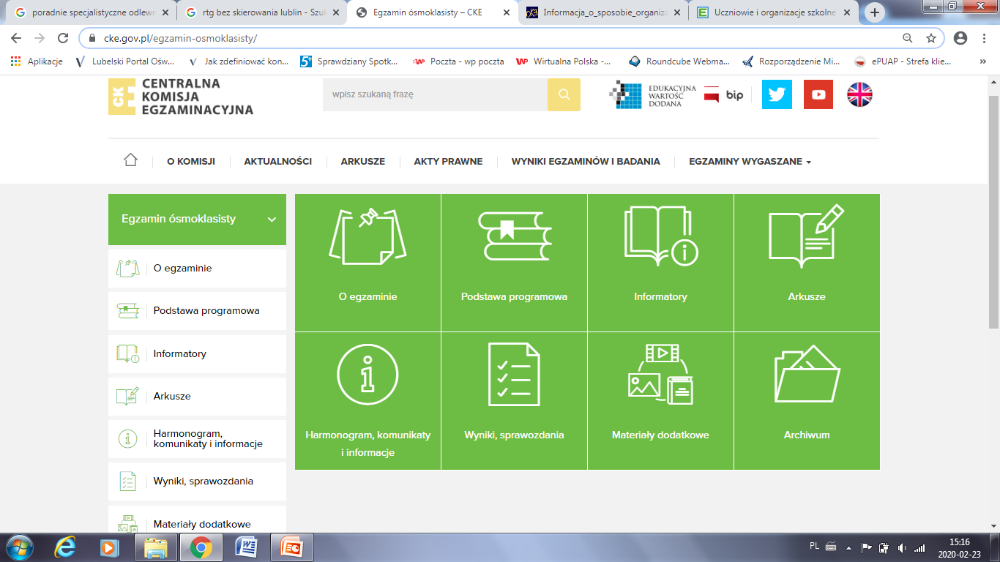 poradnie specjalistyczne odlewn
rtg bez skierowania lublin - Szuk
Egzamin ósmoklasisty – CKE
Informacja_o_sposobie_organiza
Uczniowie i organizacje szkolne
cke.gov.pl/egzamin-osmoklasisty/
Aplikacje
Lubelski Portal Ośw...
Jak zdefiniować kon...
Sprawdziany Spotk...
Poczta - wp poczta
Wirtualna Polska -...
Roundcube Webma...
Rozporządzenie Mi...
ePUAP - Strefa klie...
CKE
CENTRALNA
KOMISJA
EGZAMINACYJNA
wpisz szukaną frazę
EDUKACYJNA
WARTOŚĆ
DODANA
bip
O KOMISJI
AKTUALNOŚCI
ARKUSZE
AKTY PRAWNE
WYNIKI EGZAMINÓW I BADANIA
EGZAMINY WYGASZANE
Egzamin ósmoklasisty
O egzaminie
Podstawa programowa
Informatory
Arkusze
Harmonogram,
komunikaty i informacje
Wyniki, sprawozdania
Materiały dodatkowe
O egzaminie
Podstawa programowa
Informatory
Arkusze
Harmonogram, komunikaty
i informacje
Wyniki, sprawozdania
Materiały dodatkowe
Archiwum
PL
15:16
2020-02-23